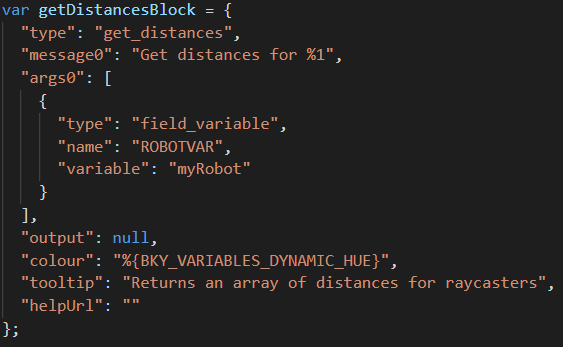 var getDistancesBlock = {
  "type": "get_distances",
  "message0": "Get distances for %1",
  "args0": [
    {
      "type": "field_variable",
      "name": "ROBOTVAR",
      "variable": "myRobot"
    }
  ],
  "output": null,
  "colour": "%{BKY_VARIABLES_DYNAMIC_HUE}",
  "tooltip": "Returns an array of distances for raycasters",
  "helpUrl": ""
};